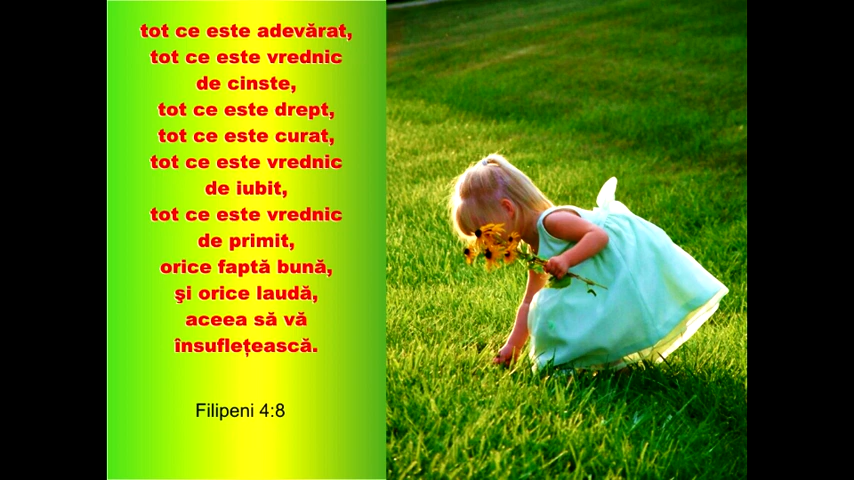 tot ce este adevărat,
tot ce este vrednic
de cinste,
tot ce este drept,
tot ce este curat,
tot ce este vrednic
de iubit,
tot ce este vrednic
de primit,
orice faptă bună,
şi orice laudă,
aceea să vă
însuflețească.
Filipeni 4:8